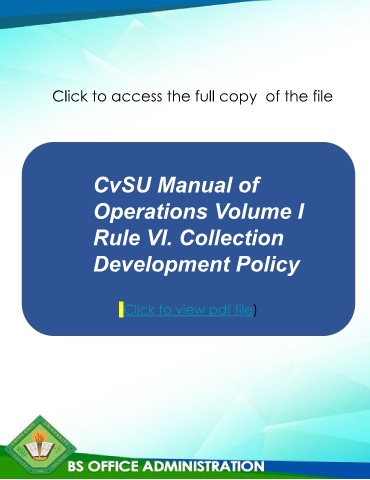 Click to access the full copy of the file
CvSU Manual of
Operations Volume I
Rule VI. Collection
Development Policy
Click to view pdf file)
BS OFFICE ADMINISTRATION